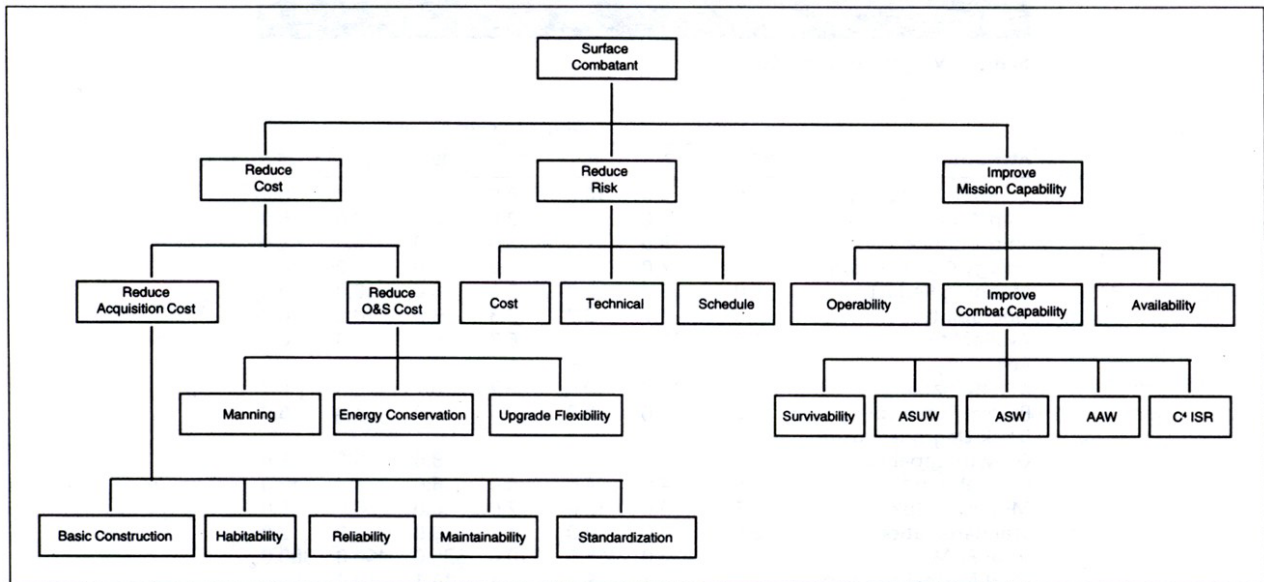 Surface
Combatant
Reduce
Cost
Reduce
Risk
Improve
Mission Capability
Reduce
Acquisition Cost
Reduce
O&S Cost
Cost
Technical
Schedule
Operability
Improve
Combat Capability
Availability
Manning
Energy Conservation
Upgrade Flexibility
Survivability
ASUW
ASW
AAW
C⁴ ISR
Basic Construction
Habitability
Reliability
Maintainability
Standardization